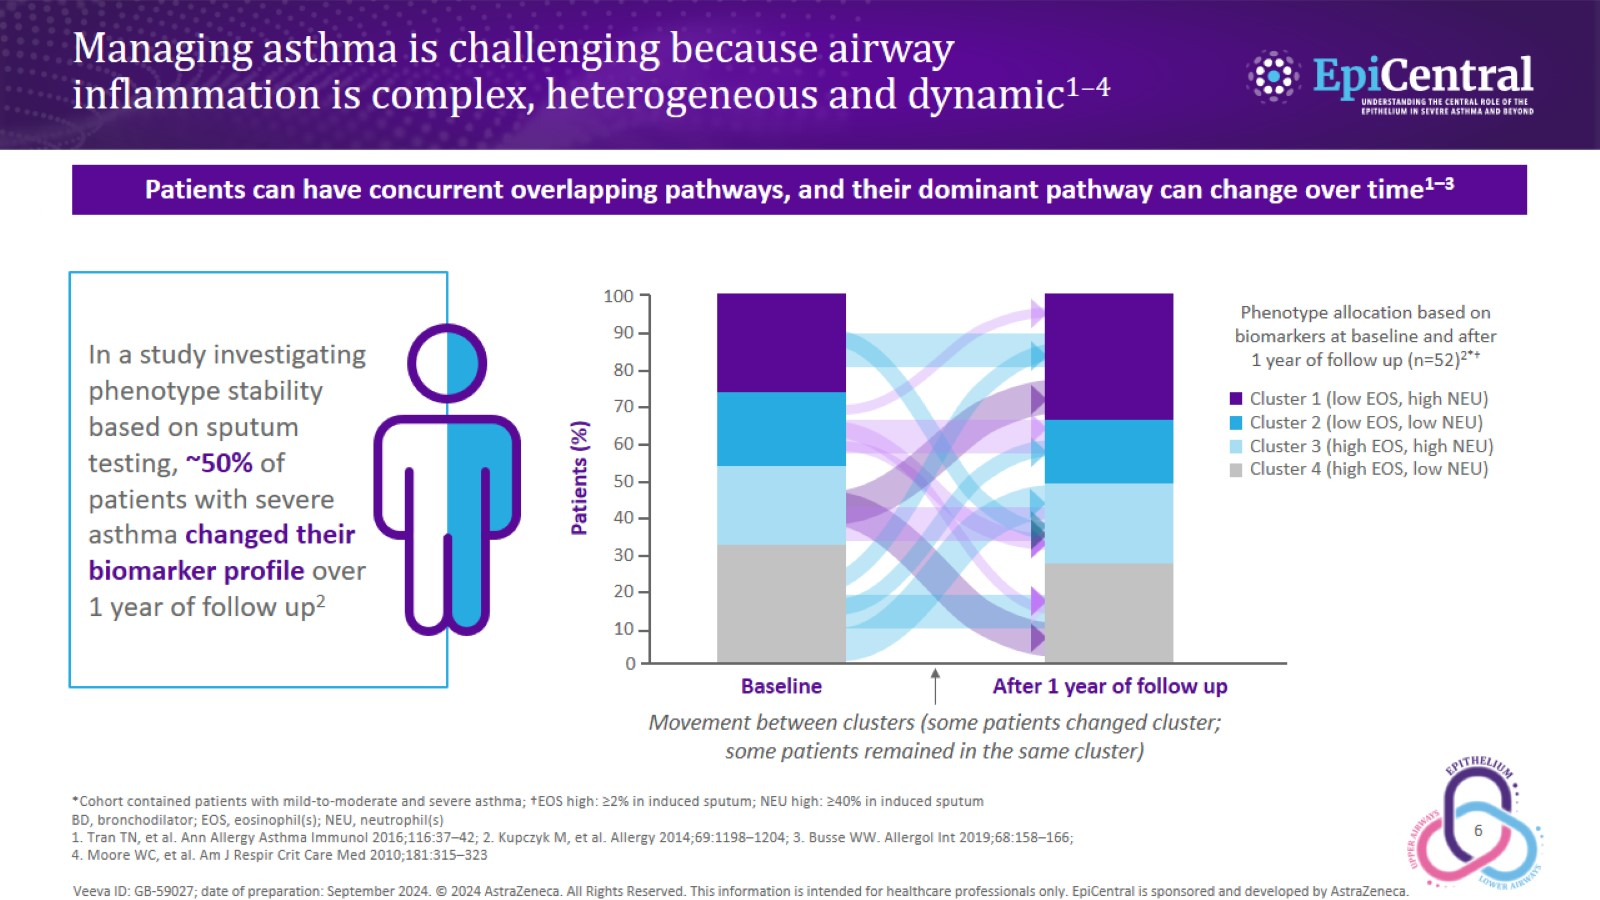 Managing asthma is challenging because airway
inflammation is complex, heterogeneous and dynamic¹⁻⁴
EpiCentral
UNDERSTANDING THE CENTRAL ROLE OF THE
EPITHELIUM IN SEVERE ASTHMA AND BEYOND
Patients can have concurrent overlapping pathways, and their dominant pathway can change over time¹⁻³
In a study investigating
phenotype stability
based on sputum
testing, ~50% of
patients with severe
asthma changed their
biomarker profile over
1 year of follow up²
Patients (%)
100
90
80
70
60
50
40
30
20
10
0
Baseline
After 1 year of follow up
Movement between clusters (some patients changed cluster;
some patients remained in the same cluster)
Phenotype allocation based on
biomarkers at baseline and after
1 year of follow up (n=52)²*†
Cluster 1 (low EOS, high NEU)
Cluster 2 (low EOS, low NEU)
Cluster 3 (high EOS, high NEU)
Cluster 4 (high EOS, low NEU)
*Cohort contained patients with mild-to-moderate and severe asthma; †EOS high: ≥2% in induced sputum; NEU high: ≥40% in induced sputum
BD, bronchodilator; EOS, eosinophil(s); NEU, neutrophil(s)
1. Tran TN, et al. Ann Allergy Asthma Immunol 2016;116:37–42; 2. Kupczyk M, et al. Allergy 2014;69:1198–1204; 3. Busse WW. Allergol Int 2019;68:158–166;
4. Moore WC, et al. Am J Respir Crit Care Med 2010;181:315–323
Veeva ID: GB-59027; date of preparation: September 2024. © 2024 AstraZeneca. All Rights Reserved. This information is intended for healthcare professionals only. EpiCentral is sponsored and developed by AstraZeneca.
EPITHELIUM
UPPER AIRWAYS
6
LOWER AIRWAYS